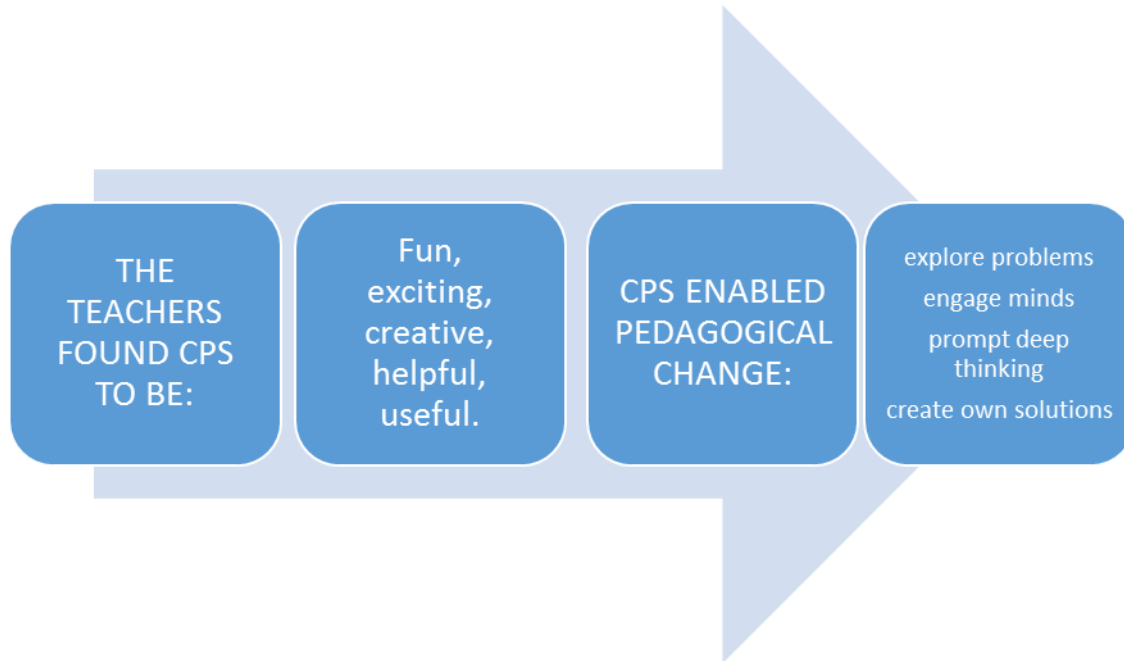 THE
TEACHERS
FOUND CPS
TO BE:
Fun,
exciting,
creative,
helpful,
useful.
CPS ENABLED
PEDAGOGICAL
CHANGE:
explore problems
engage minds
prompt deep
thinking
create own solutions